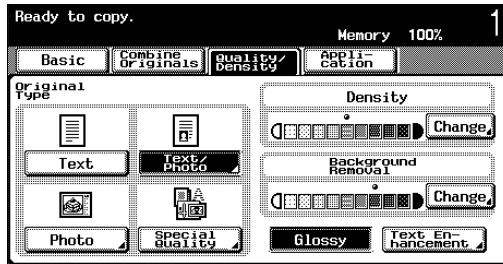 Ready to copy.
1
Memory 100%
Basic
Combine
Originals
Quality/
Density
Appli-
cation
Original
Type
Text
Text/
Photo
Photo
Special
Quality
Density
Change
Background
Removal
Change
Glossy
Text En-
hancement